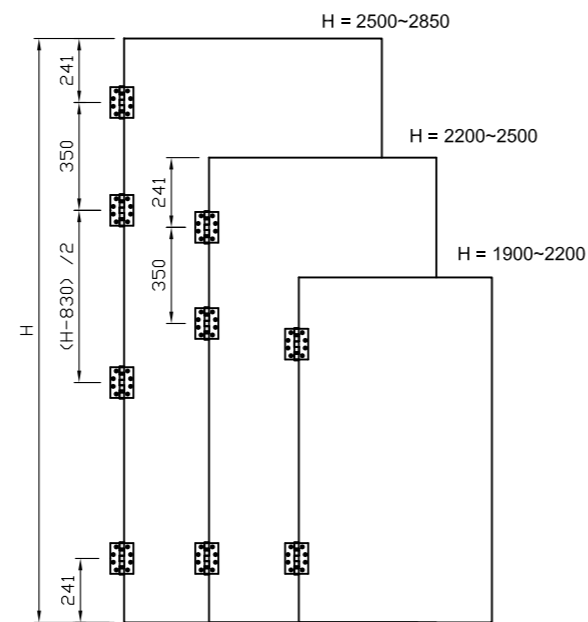 H = 2500~2850
241
H = 2200~2500
350
241
H = 1900~2200
350
(H-830) /2
H
241